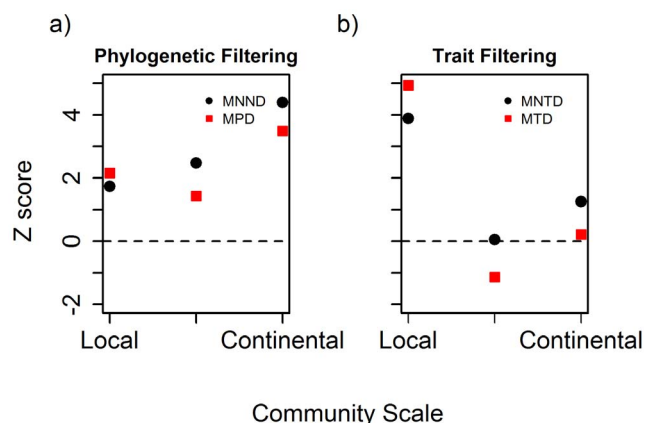 a)
Phylogenetic Filtering
MNND
MPD
Z score
4
2
0
-2
Local
Continental
b)
Trait Filtering
MNTD
MTD
Local
Continental
Community Scale